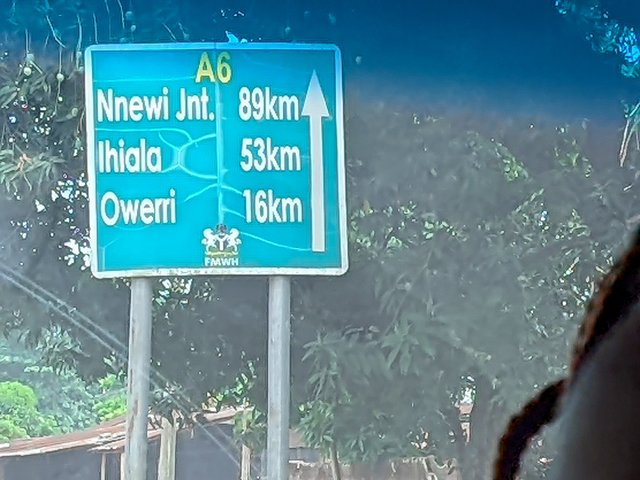 A6
Nnewi Jnt. 89km
Ihiala 53km
Owerri 16km
FMWH